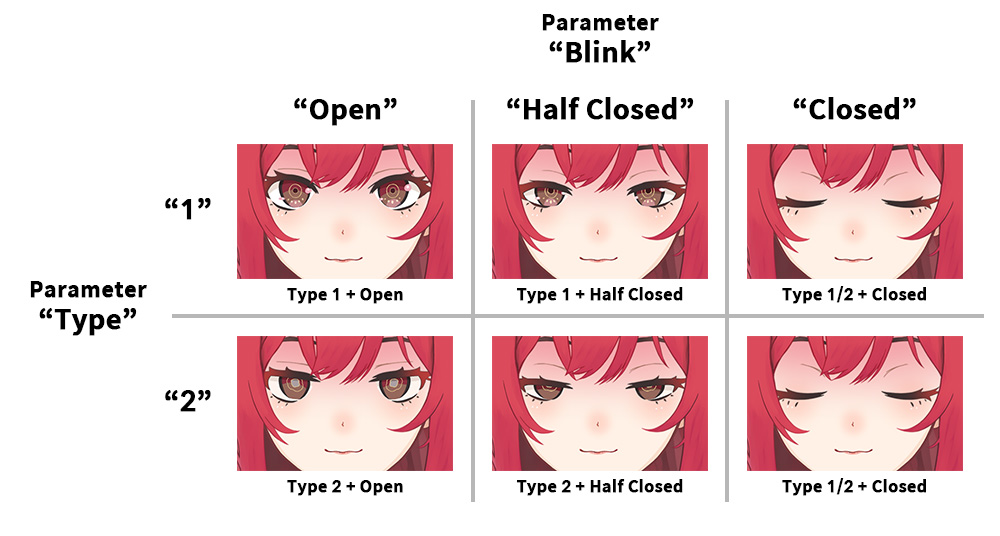 Parameter
“Blink”
“Open” “Half Closed” “Closed”
“1”
Type 1 + Open Type 1 + Half Closed Type 1/2 + Closed
Parameter
“Type”
“2”
Type 2 + Open Type 2 + Half Closed Type 1/2 + Closed